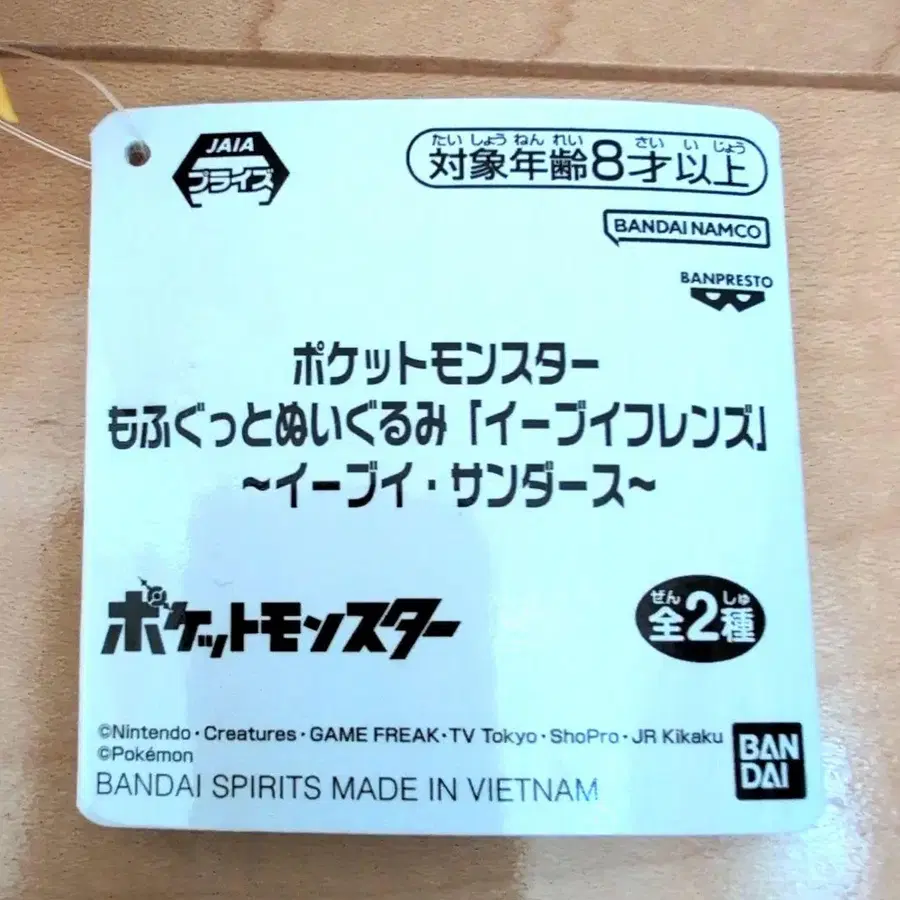 JAIA
プライズ
たいしょうねんれい さいいじょう
対象年齢8才以上
BANDAI NAMCO
BANPRESTO
ポケットモンスター
もふぐっとぬいぐるみ「イーブイフレンズ」
~イーブイ・サンダース~
ポケットモンスター
ぜん しゅ
全2種
©Nintendo・Creatures・GAME FREAK・TV Tokyo・ShoPro・JR Kikaku
©Pokémon
BANDAI SPIRITS MADE IN VIETNAM
BAN
DAI